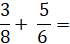 3/8 + 5/6 =